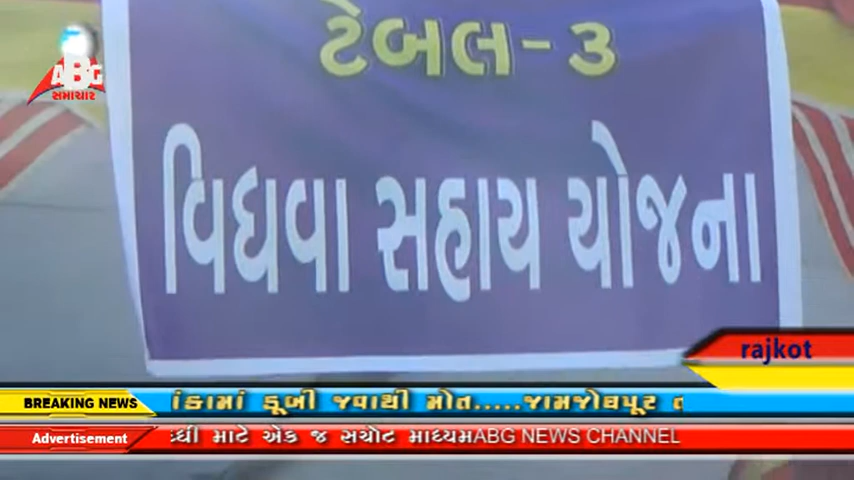 ટેબલ-૩
ABG
સમાચાર
વિધવા સહાય યોજના
rajkot
BREAKING NEWS
ડૂબી જવાથી મોત.....જામજોધપૂર
Advertisement
માટે એક જ સચોટ માધ્યમABG NEWS CHANNEL